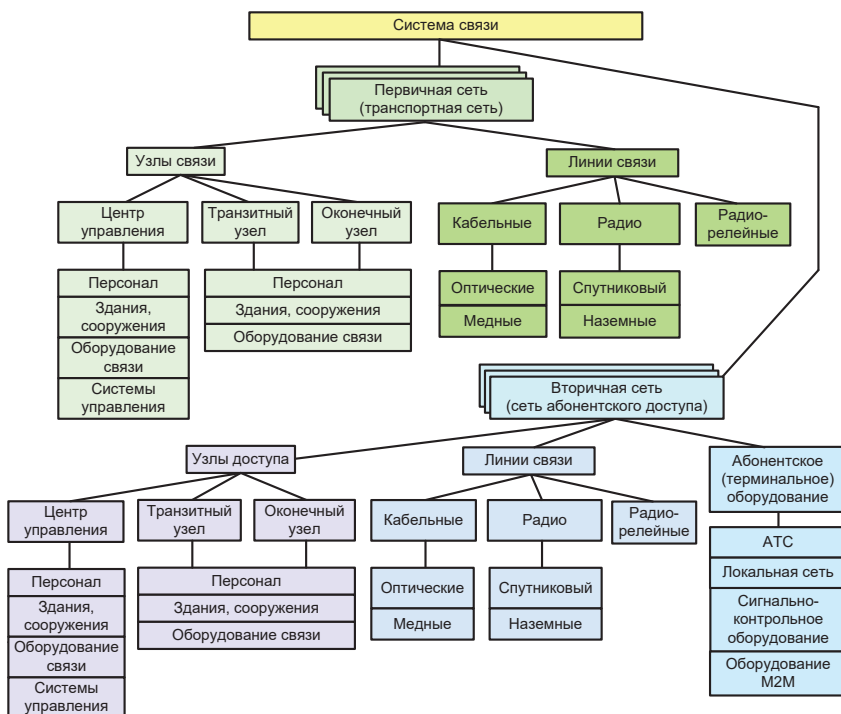 Система связи
Первичная сеть
(транспортная сеть)
Узлы связи
Линии связи
Центр
управления
Транзитный
узел
Оконечный
узел
Кабельные
Радио
Радио-
релейные
Персонал
Здания,
сооружения
Оборудование
связи
Системы
управления
Персонал
Здания, сооружения
Оборудование связи
Оптические
Медные
Спутниковый
Наземные
Вторичная сеть
(сеть абонентского доступа)
Узлы доступа
Линии связи
Абонентское
(терминальное)
оборудование
Центр
управления
Транзитный
узел
Оконечный
узел
Кабельные
Радио
Радио-
релейные
Персонал
Здания,
сооружения
Оборудование
связи
Системы
управления
Персонал
Здания, сооружения
Оборудование связи
Оптические
Медные
Спутниковый
Наземные
АТС
Локальная сеть
Сигнально-
контрольное
оборудование
Оборудование
М2М